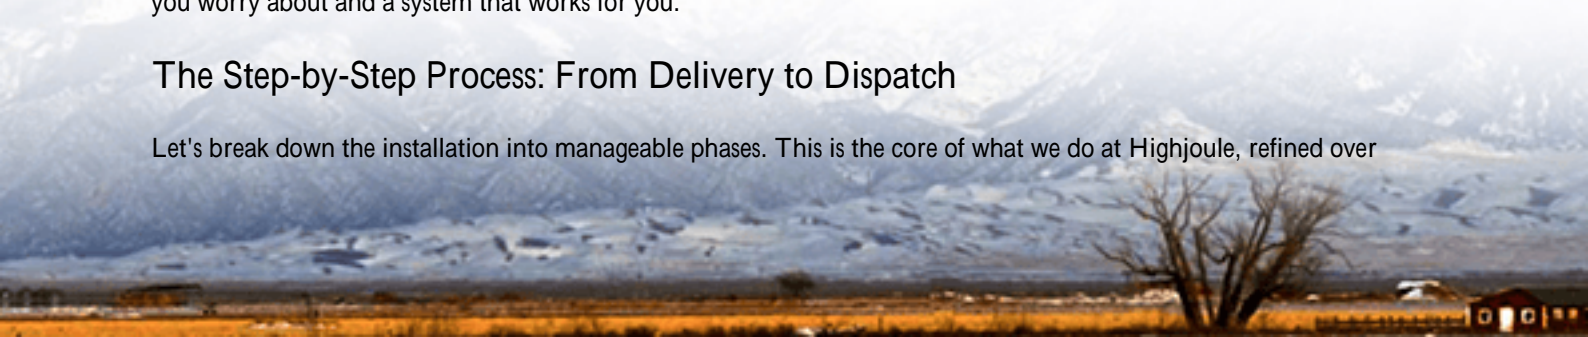 you worry about and a system that works for you.
The Step-by-Step Process: From Delivery to Dispatch
Let's break down the installation into manageable phases. This is the core of what we do at Highjoule, refined over